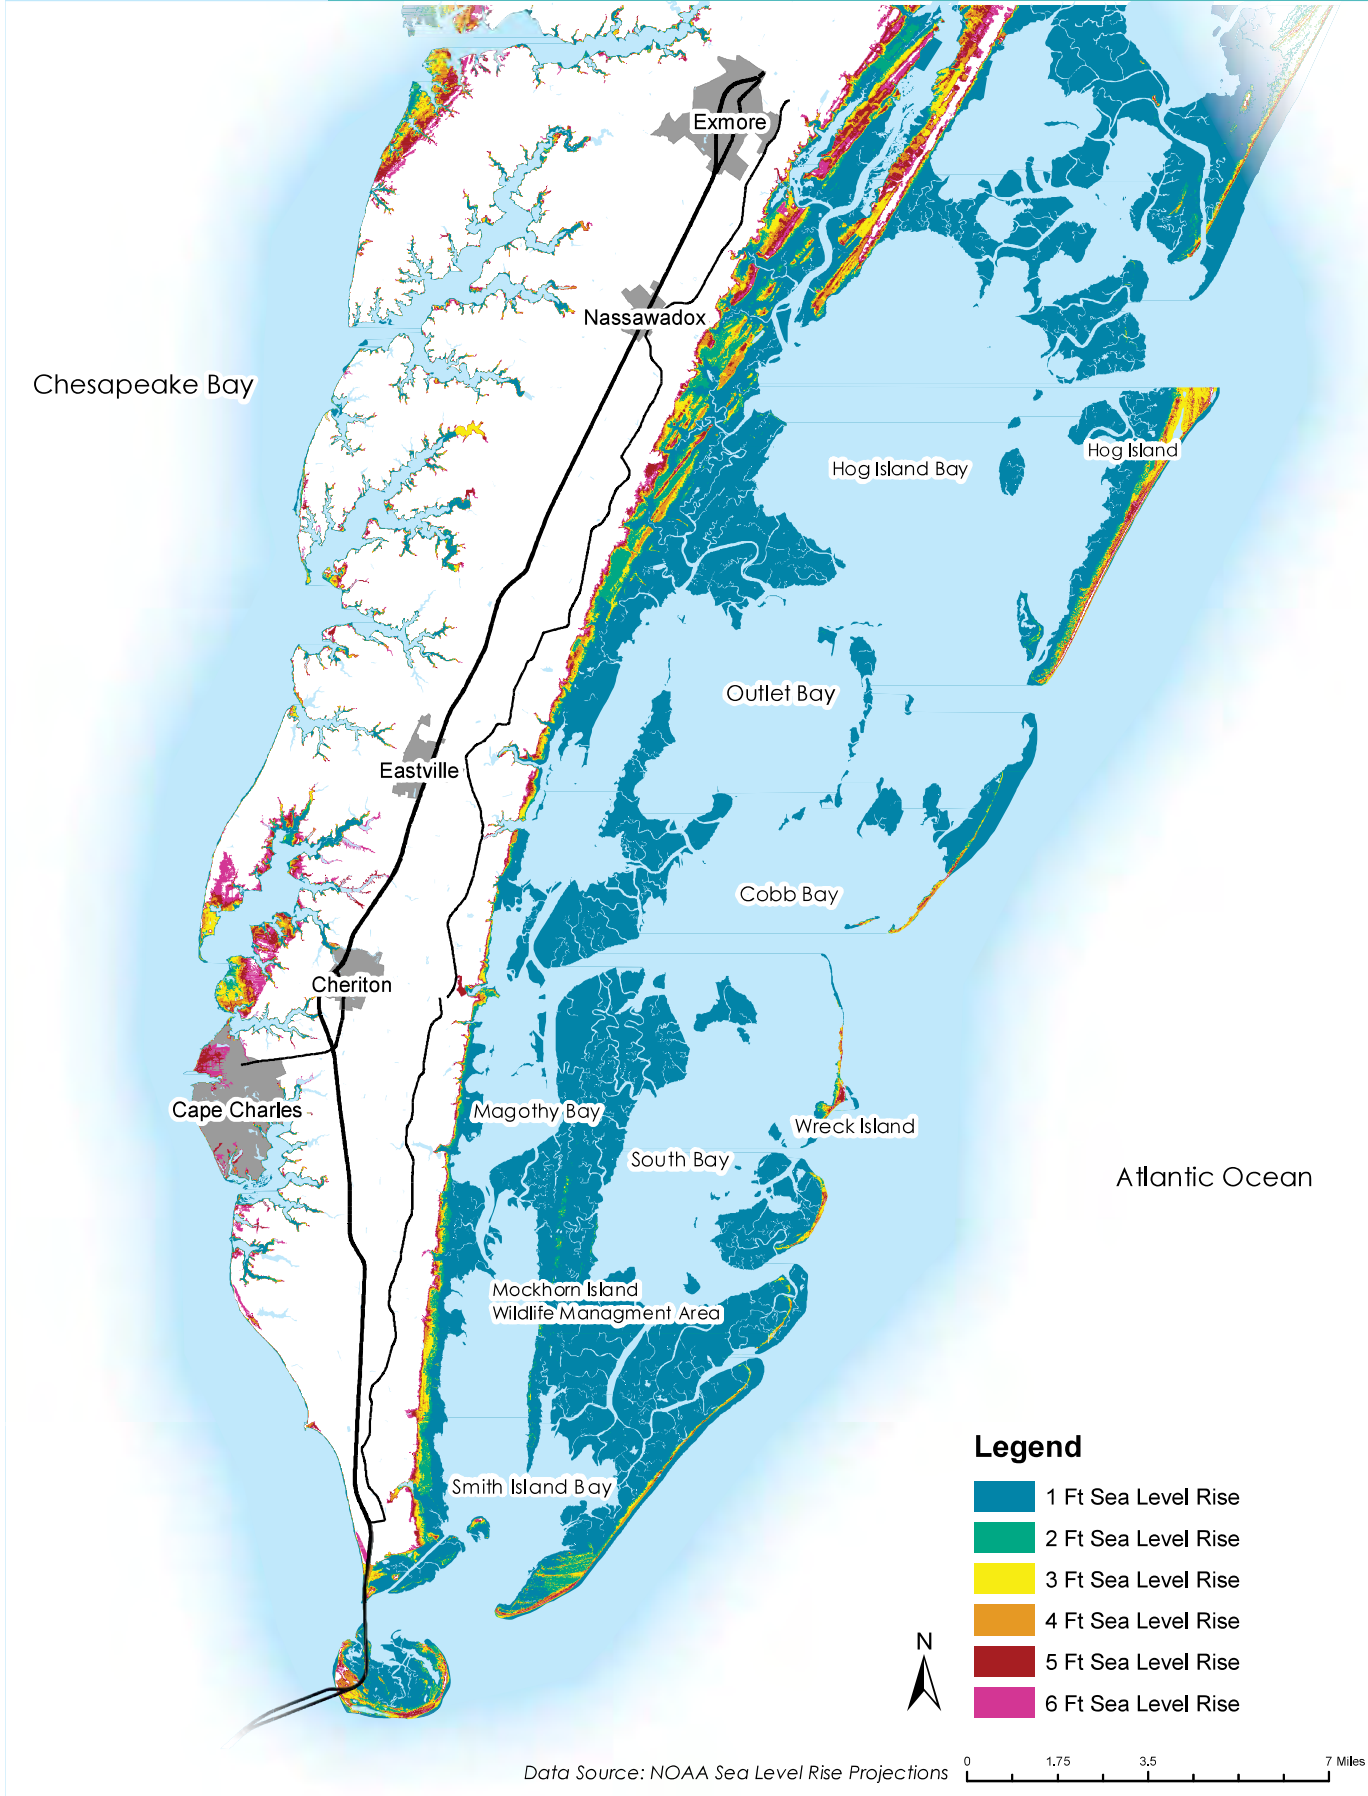 Exmore
Nassawadox
Chesapeake Bay
Hog Island
Hog Island Bay
Outlet Bay
Eastville
Cobb Bay
Cheriton
Magothy Bay
Cape Charles
Wreck Island
South Bay
Atlantic Ocean
Mockhorn Island
Wildlife Managment Area
Smith Island Bay
Legend
1 Ft Sea Level Rise
2 Ft Sea Level Rise
3 Ft Sea Level Rise
4 Ft Sea Level Rise
5 Ft Sea Level Rise
6 Ft Sea Level Rise
N
Data Source: NOAA Sea Level Rise Projections
0 1.75 3.5 7 Miles